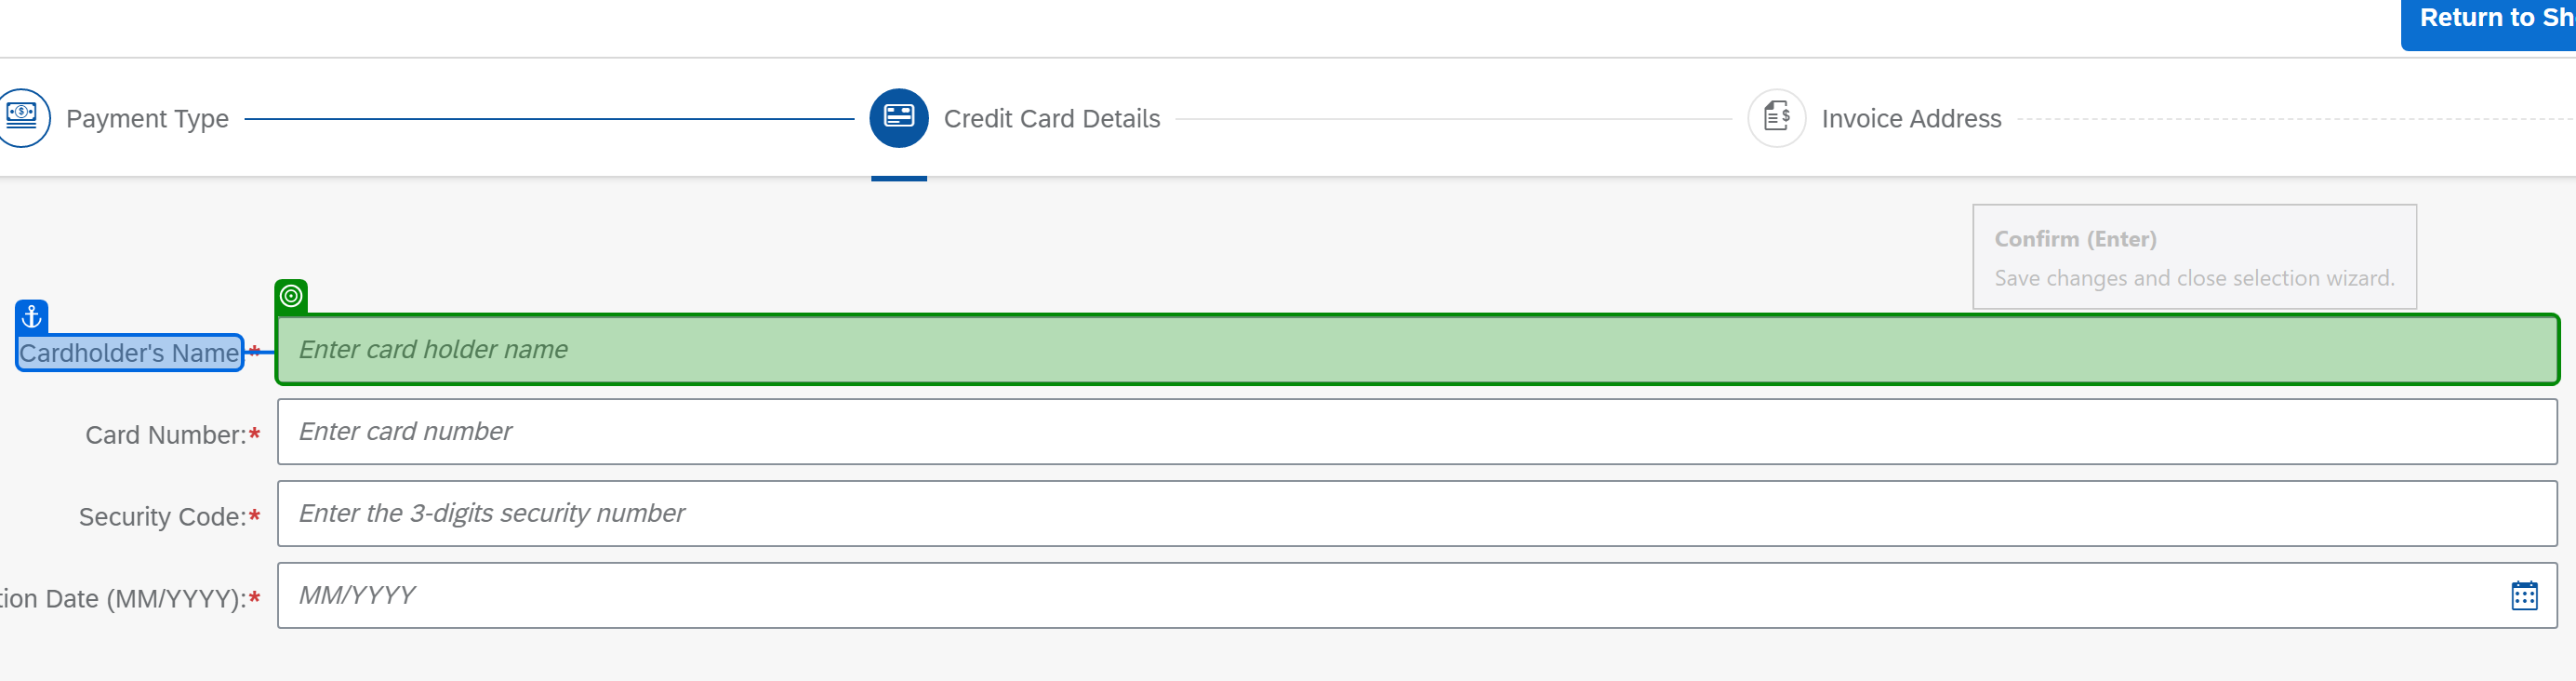 Return to Sh
Payment Type
Credit Card Details
Invoice Address
Confirm (Enter)
Save changes and close selection wizard.
Cardholder's Name * Enter card holder name
Card Number:* Enter card number
Security Code:* Enter the 3-digits security number
tion Date (MM/YYYY):* MM/YYYY